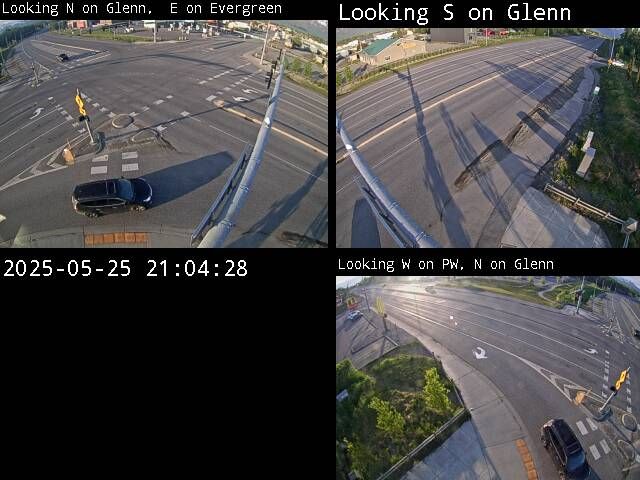 Looking N on Glenn,  E on Evergreen
Looking S on Glenn
2025-05-25 21:04:28
Looking W on PW, N on Glenn